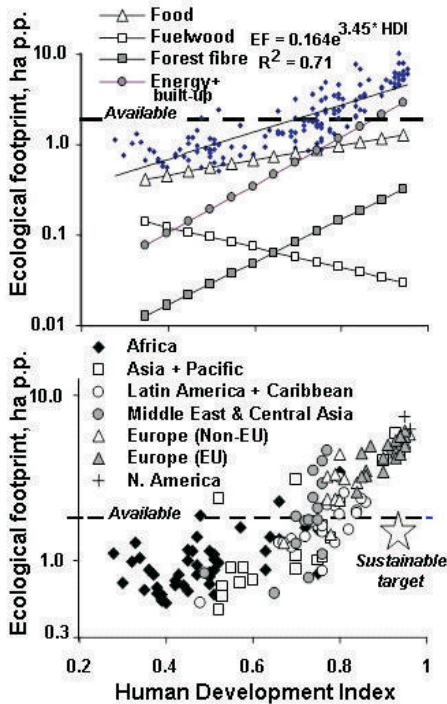 Ecological footprint, ha p.p.
10.0
1.0
0.1
0.01
Food
Fuelwood
Forest fibre
Energy+
built-up
EF = 0.164e
3.45* HDI
R² = 0.71
Available
Ecological footprint, ha p.p.
10.0
1.0
0.3
Africa
Asia + Pacific
Latin America + Caribbean
Middle East & Central Asia
Europe (Non-EU)
Europe (EU)
N. America
Available
Sustainable
target
0.2
0.4
0.6
0.8
1
Human Development Index